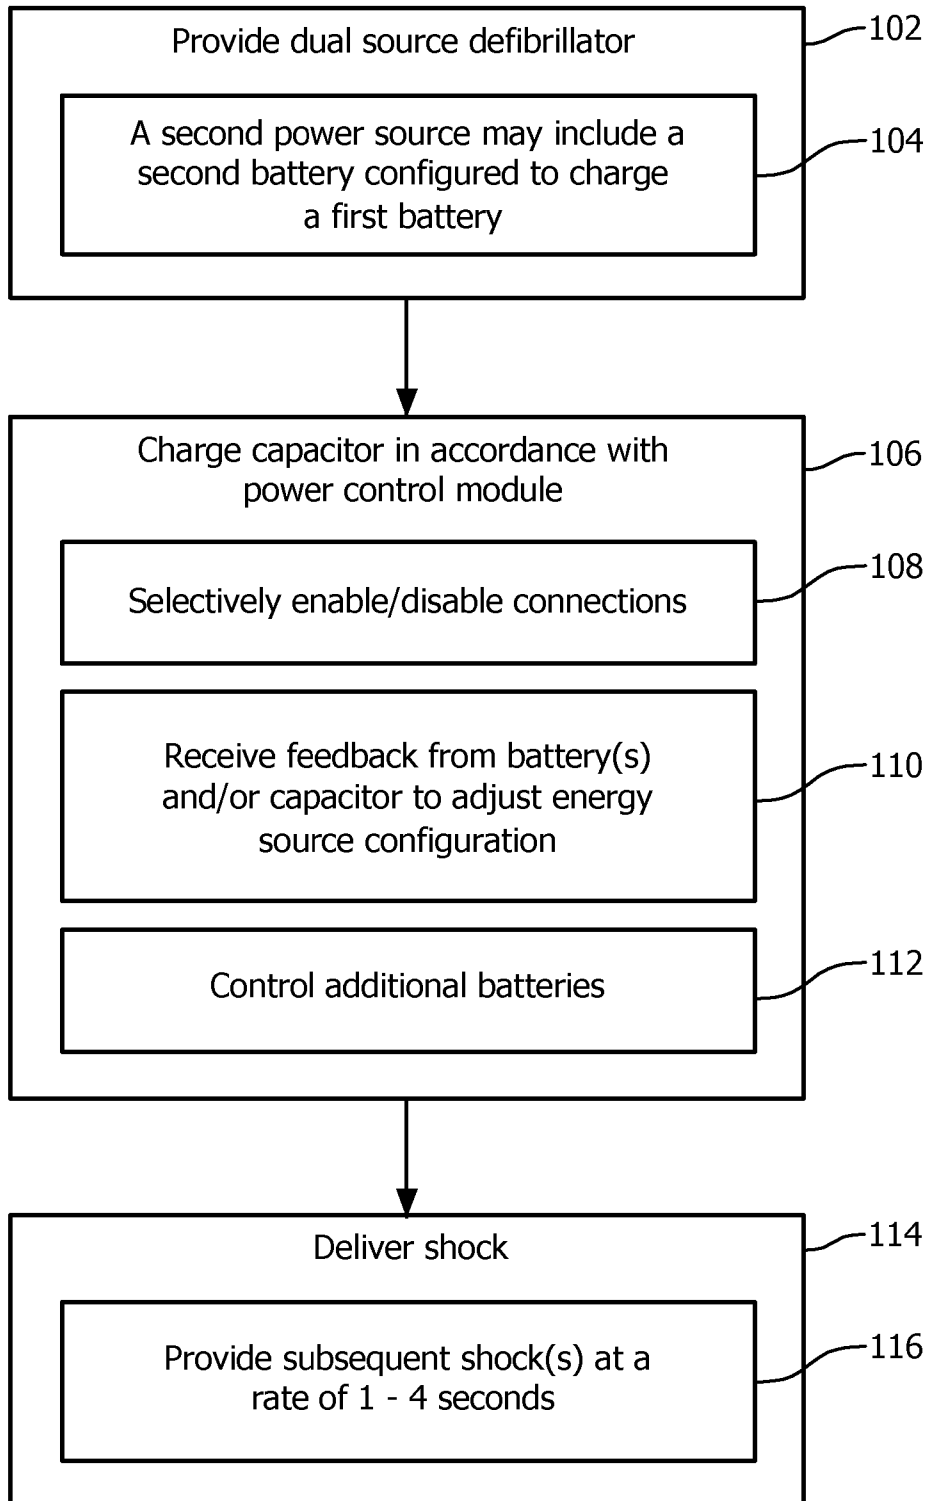 Provide dual source defibrillator
102
A second power source may include a
second battery configured to charge
a first battery
104
Charge capacitor in accordance with
power control module
106
Selectively enable/disable connections
108
Receive feedback from battery(s)
and/or capacitor to adjust energy
source configuration
110
Control additional batteries
112
Deliver shock
114
Provide subsequent shock(s) at a
rate of 1 - 4 seconds
116